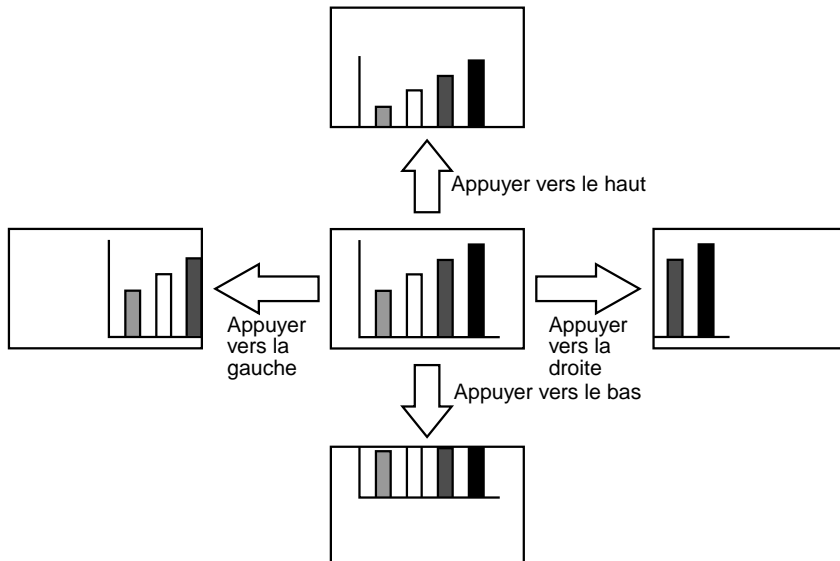 Appuyer vers le haut
Appuyer
vers la
gauche
Appuyer
vers la
droite
Appuyer vers le bas